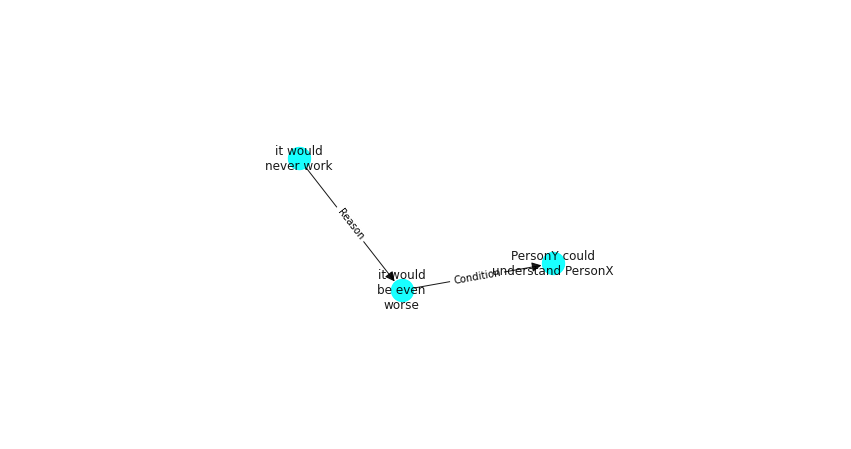 it would
never work
Reason
it would
be even
worse
Condition
PersonY could
understand PersonX